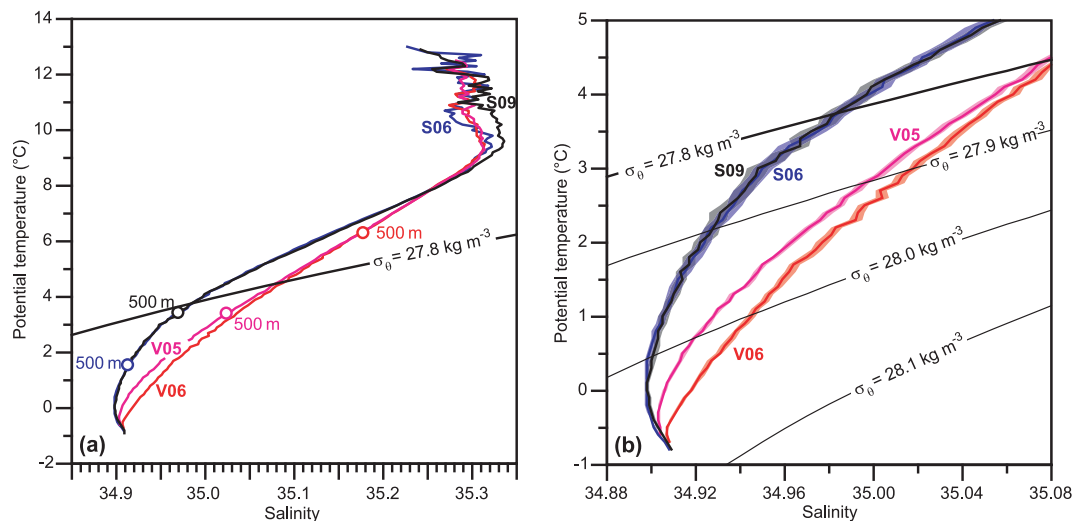 14
12
10
8
6
4
2
0
-2
Potential temperature (°C)
S09
S06
500 m
σθ = 27.8 kg m-3
500 m
500 m
500 m
V05
V06
(a)
34.9
35.0
35.1
35.2
35.3
Salinity
5
4
3
2
1
0
-1
Potential temperature (°C)
σθ = 27.8 kg m-3
V05
σθ = 27.9 kg m-3
S09
S06
σθ = 28.0 kg m-3
V06
σθ = 28.1 kg m-3
(b)
34.88
34.92
34.96
35.00
35.04
35.08
Salinity